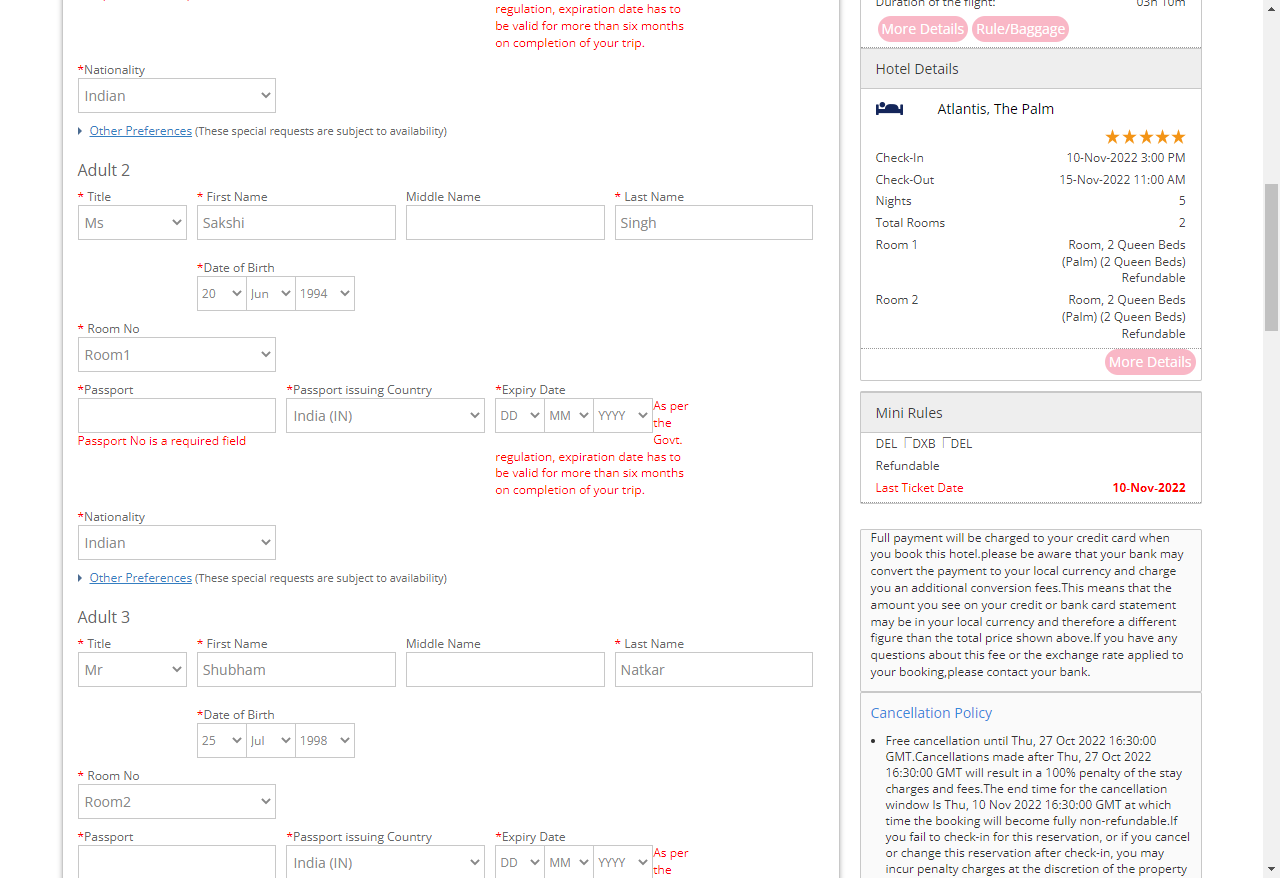 regulation, expiration date has to
be valid for more than six months
on completion of your trip.
*Nationality
Indian
Other Preferences (These special requests are subject to availability)
Adult 2
* Title
* First Name
Middle Name
* Last Name
Ms
Sakshi
Singh
*Date of Birth
20
Jun
1994
* Room No
Room1
*Passport
*Passport issuing Country
*Expiry Date
India (IN)
DD
MM
YYYY
As per
the
Govt.
Passport No is a required field
regulation, expiration date has to
be valid for more than six months
on completion of your trip.
*Nationality
Indian
Other Preferences (These special requests are subject to availability)
Adult 3
* Title
* First Name
Middle Name
* Last Name
Mr
Shubham
Natkar
*Date of Birth
25
Jul
1998
* Room No
Room2
*Passport
*Passport issuing Country
*Expiry Date
India (IN)
DD
MM
YYYY
As per
the
Duration of the flight:
03h 10m
More Details
Rule/Baggage
Hotel Details
Atlantis, The Palm
Check-In
10-Nov-2022 3:00 PM
Check-Out
15-Nov-2022 11:00 AM
Nights
5
Total Rooms
2
Room 1
Room, 2 Queen Beds
(Palm) (2 Queen Beds)
Refundable
Room 2
Room, 2 Queen Beds
(Palm) (2 Queen Beds)
Refundable
More Details
Mini Rules
DEL DXB DEL
Refundable
Last Ticket Date
10-Nov-2022
Full payment will be charged to your credit card when
you book this hotel.please be aware that your bank may
convert the payment to your local currency and charge
you an additional conversion fees.This means that the
amount you see on your credit or bank card statement
may be in your local currency and therefore a different
figure than the total price shown above.If you have any
questions about this fee or the exchange rate applied to
your booking,please contact your bank.
Cancellation Policy
Free cancellation until Thu, 27 Oct 2022 16:30:00
GMT.Cancellations made after Thu, 27 Oct 2022
16:30:00 GMT will result in a 100% penalty of the stay
charges and fees.The end time for the cancellation
window Is Thu, 10 Nov 2022 16:30:00 GMT at which
time the booking will become fully non-refundable.If
you fail to check-in for this reservation, or if you cancel
or change this reservation after check-in, you may
incur penalty charges at the discretion of the property